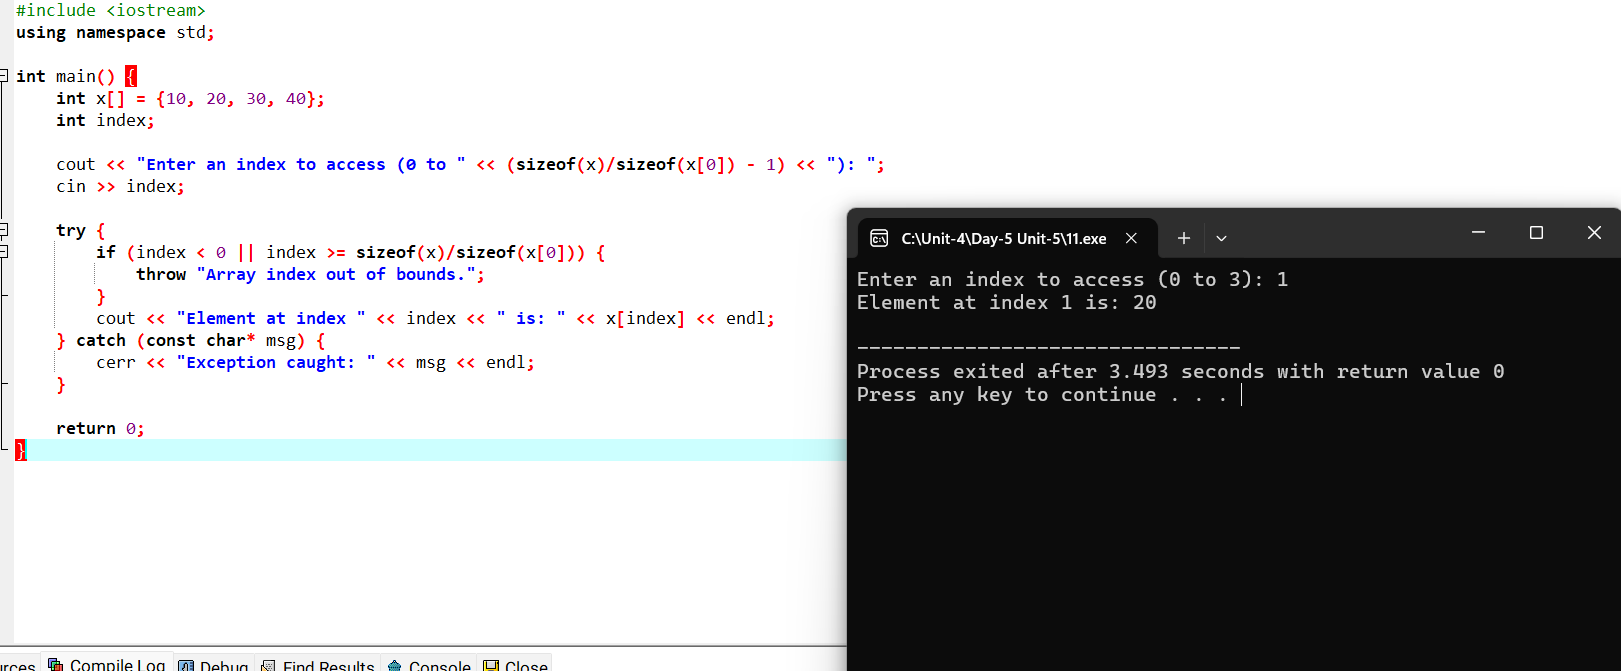 #include <iostream>
using namespace std;
int main() {
int x[] = {10, 20, 30, 40};
int index;
cout << "Enter an index to access (0 to " << (sizeof(x)/sizeof(x[0]) - 1) << "): ";
cin >> index;
try {
if (index < 0 || index >= sizeof(x)/sizeof(x[0])) {
throw "Array index out of bounds.";
}
cout << "Element at index " << index << " is: " << x[index] << endl;
} catch (const char* msg) {
cerr << "Exception caught: " << msg << endl;
}
return 0;
}
C:\Unit-4\Day-5 Unit-5\11.exe
Enter an index to access (0 to 3): 1
Element at index 1 is: 20
--------------------------------
Process exited after 3.493 seconds with return value 0
Press any key to continue . . .
Compile Log Debug Find Results Console Close